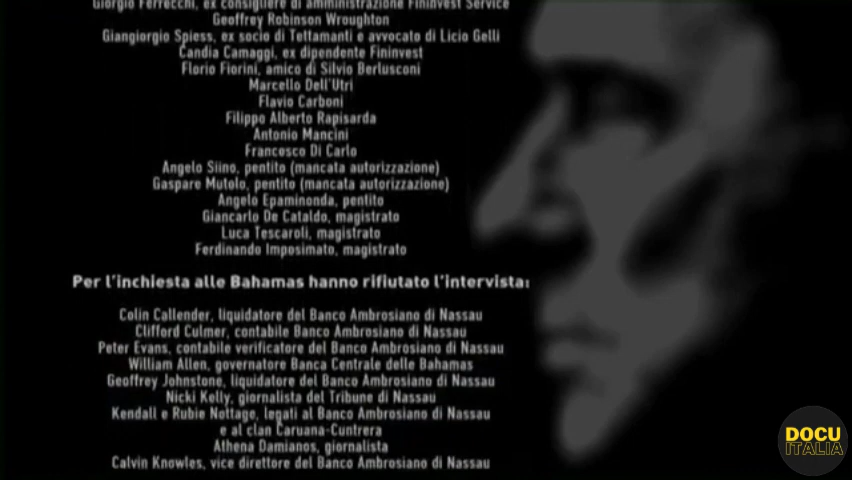 Giorgio Ferrecchi, ex consigliere di amministrazione Fininvest Service
Geoffrey Robinson Wroughton
Giangiorgio Spiess, ex socio di Tettamanti e avvocato di Licio Gelli
Candia Camaggi, ex dipendente Fininvest
Florio Fiorini, amico di Silvio Berlusconi
Marcello Dell'Utri
Flavio Carboni
Filippo Alberto Rapisarda
Antonio Mancini
Francesco Di Carlo
Angelo Siino, pentito (mancata autorizzazione)
Gaspare Mutolo, pentito (mancata autorizzazione)
Angelo Epaminonda, pentito
Giancarlo De Cataldo, magistrato
Luca Tescaroli, magistrato
Ferdinando Imposimato, magistrato
Per l'inchiesta alle Bahamas hanno rifiutato l'intervista:
Colin Callender, liquidatore del Banco Ambrosiano di Nassau
Clifford Culmer, contabile Banco Ambrosiano di Nassau
Peter Evans, contabile verificatore del Banco Ambrosiano di Nassau
William Allen, governatore Banca Centrale delle Bahamas
Geoffrey Johnstone, liquidatore del Banco Ambrosiano di Nassau
Nicki Kelly, giornalista del Tribune di Nassau
Kendall e Rubie Nottage, legati al Banco Ambrosiano di Nassau
e al clan Caruana-Cuntrera
Athena Damianos, giornalista
Calvin Knowles, vice direttore del Banco Ambrosiano di Nassau
DOCU
ITALIA